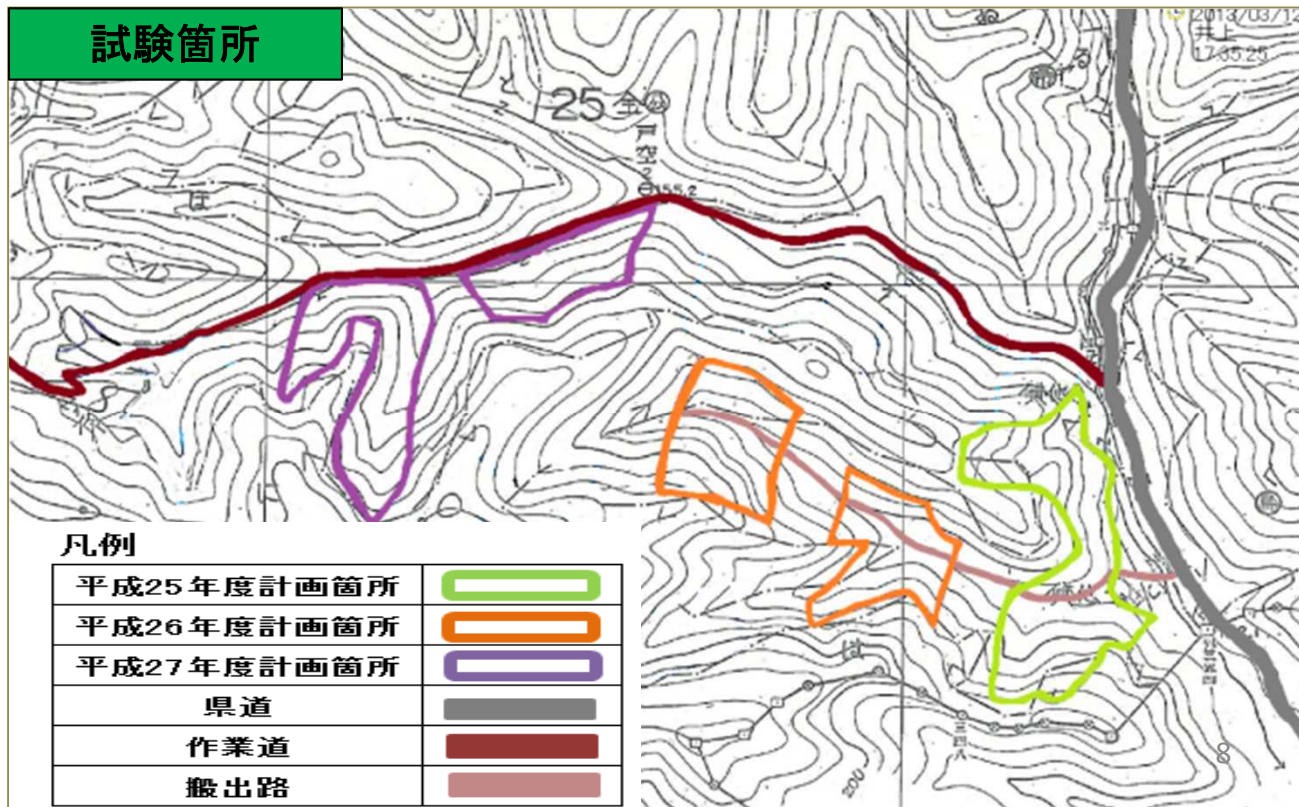 試験箇所
2013/03/12
井上
17:35:25
25
155.2
凡例
平成25年度計画箇所
平成26年度計画箇所
平成27年度計画箇所
県道
作業道
搬出路
200
8